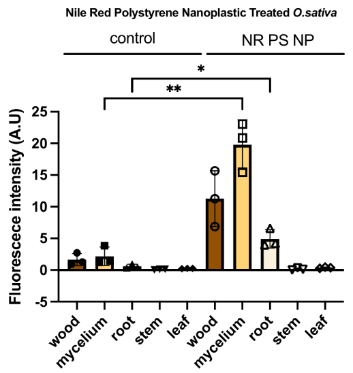 Nile Red Polystyrene Nanoplastic Treated O.sativa
control NR PS NP
*
**
Fluorescece intensity (A.U)
25
20
15
10
5
0
-5
wood mycelium root stem leaf wood mycelium root stem leaf